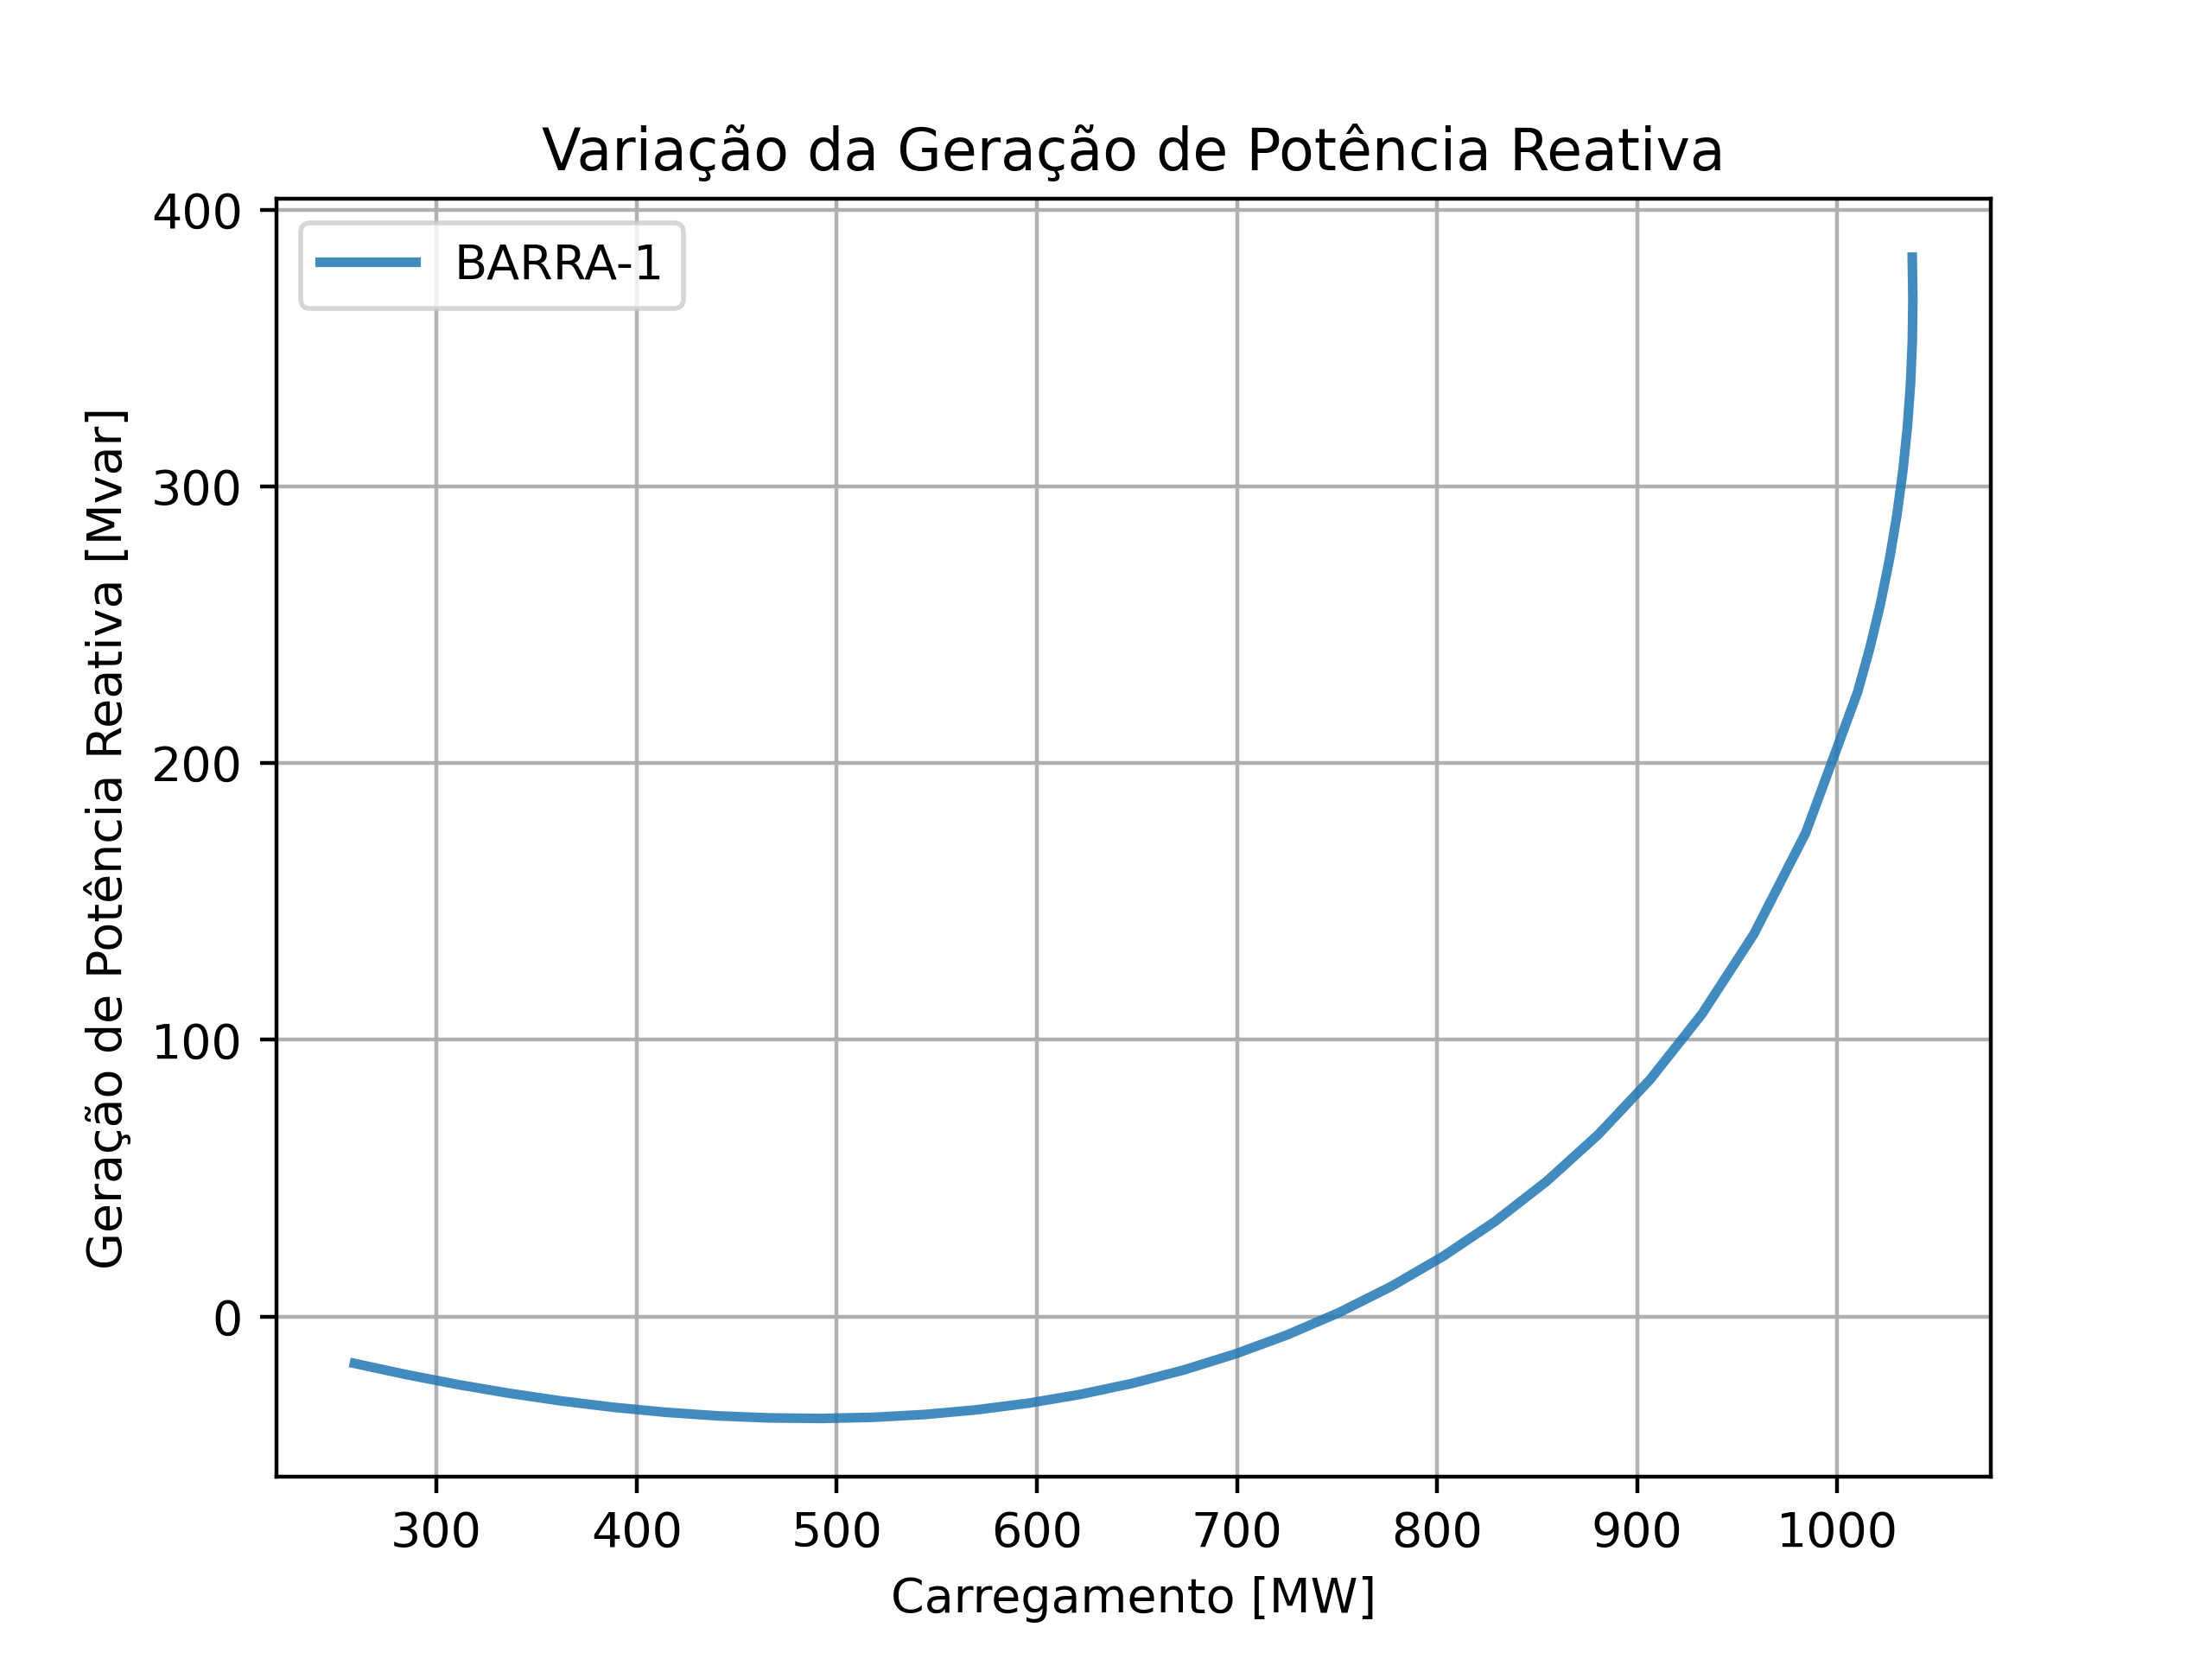 Variação da Geração de Potência Reativa
BARRA-1
Geração de Potência Reativa [Mvar]
400
300
200
100
0
300 400 500 600 700 800 900 1000
Carregamento [MW]